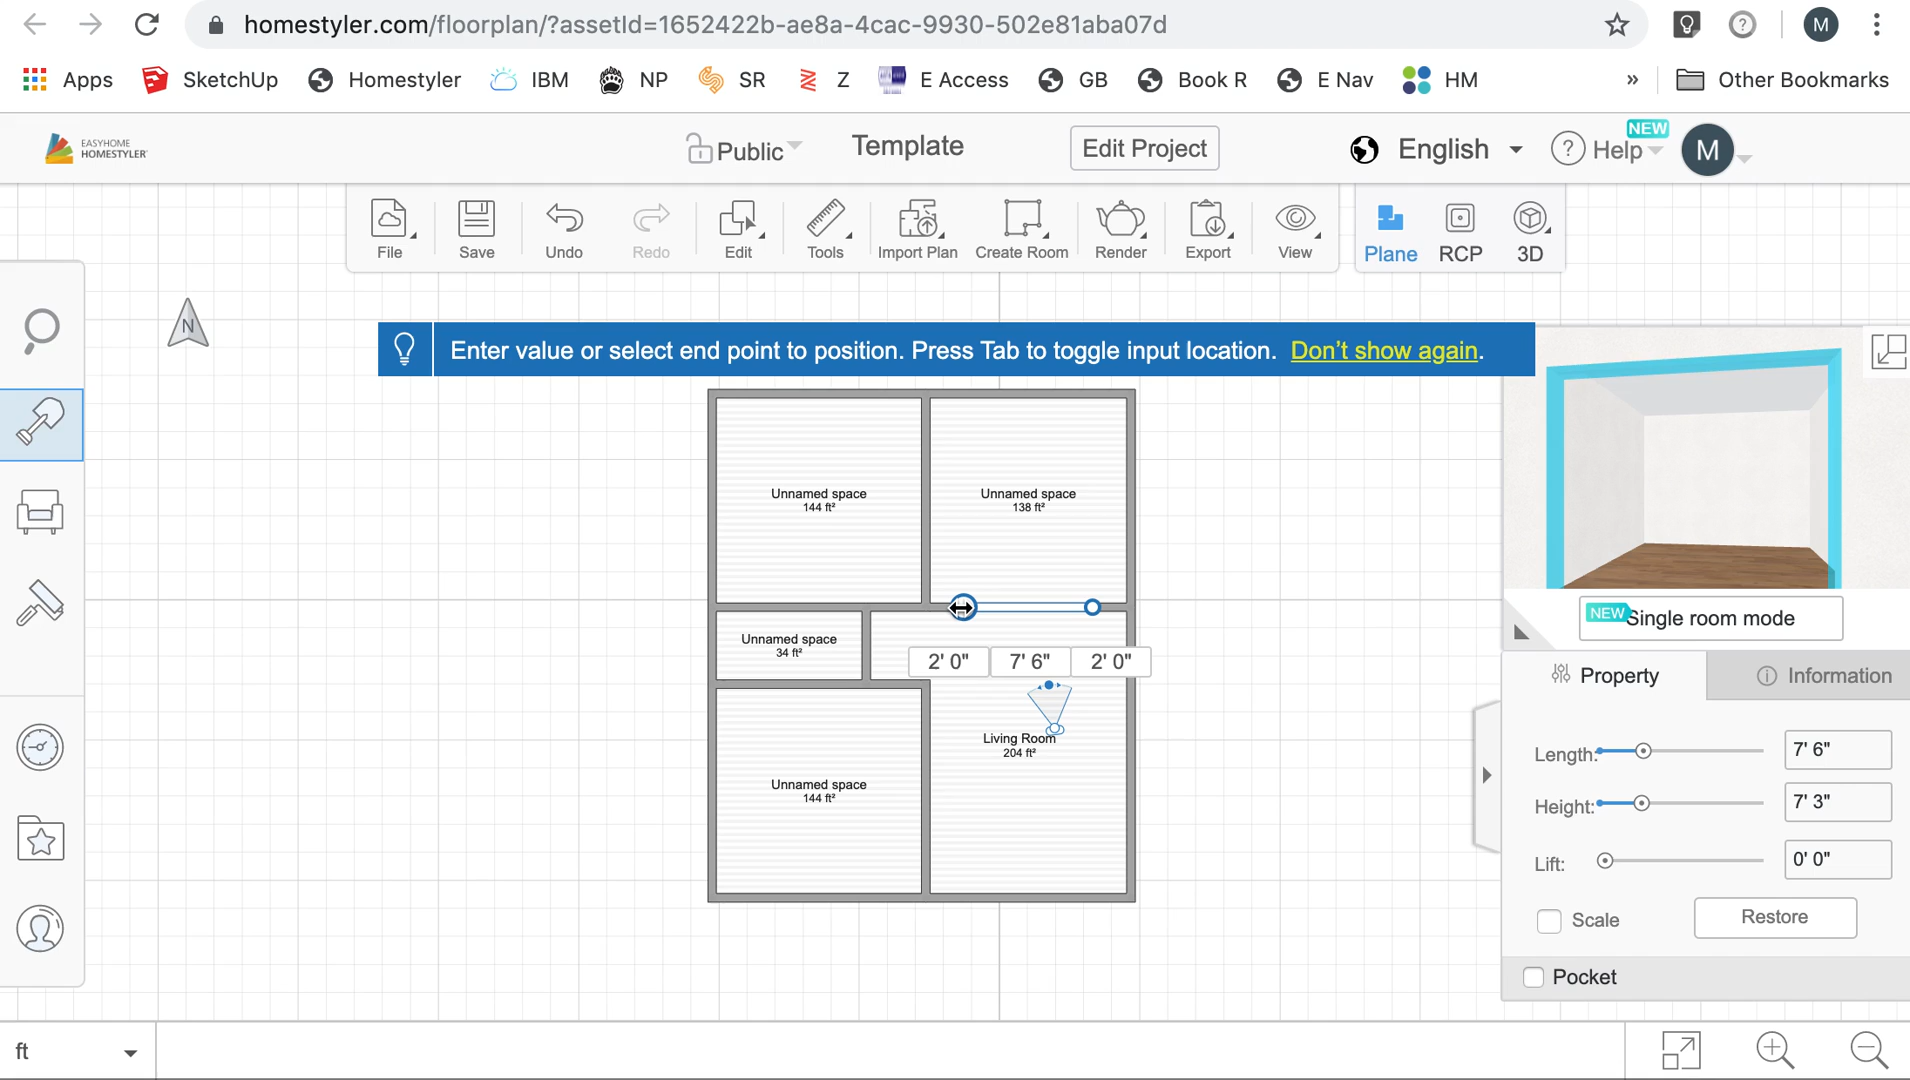 homestyler.com/floorplan/?assetId=1652422b-ae8a-4cac-9930-502e81aba07d
M
Apps SketchUp Homestyler IBM NP SR Z E Access GB Book R E Nav HM » Other Bookmarks
EASYHOME
HOMESTYLER
Public Template Edit Project English ? Help NEW M
File Save Undo Redo Edit Tools Import Plan Create Room Render Export View Plane RCP 3D
N
Enter value or select end point to position. Press Tab to toggle input location. Don't show again.
Unnamed space
144 ft²
Unnamed space
138 ft²
Unnamed space
34 ft²
2' 0" 7' 6" 2' 0"
Living Room
204 ft²
Unnamed space
144 ft²
NEW Single room mode
Property Information
Length: 7' 6"
Height: 7' 3"
Lift: 0' 0"
Scale Restore
Pocket
ft